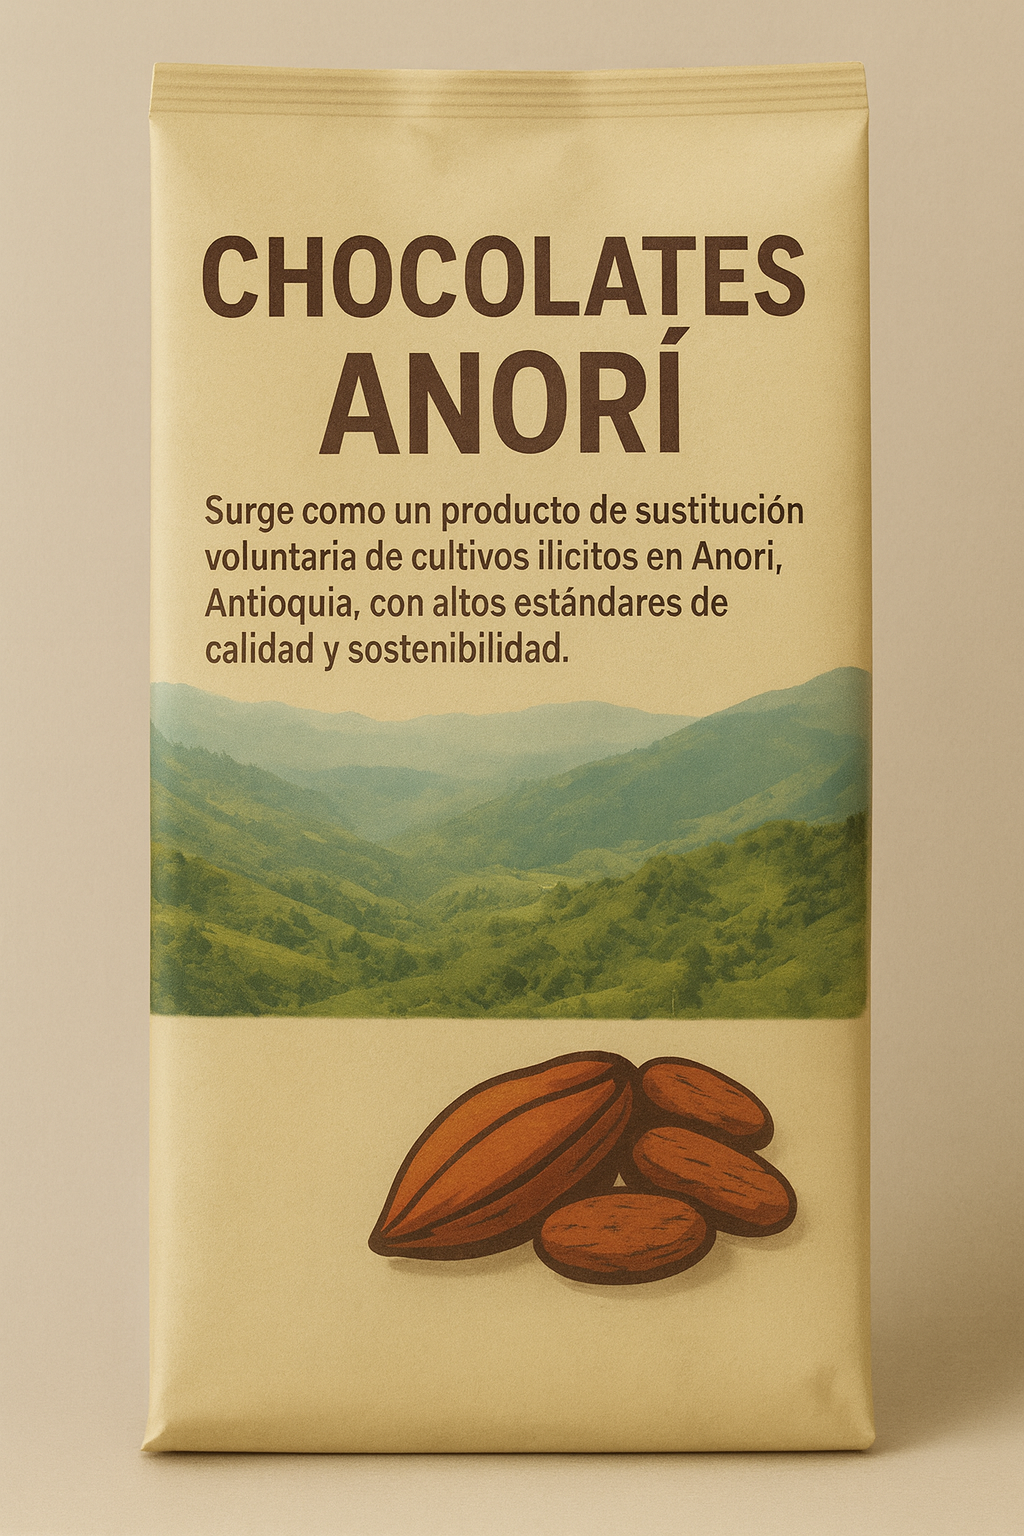 CHOCOLATES
ANORÍ
Surge como un producto de sustitución
voluntaria de cultivos ilicitos en Anori,
Antioquia, con altos estándares de
calidad y sostenibilidad.